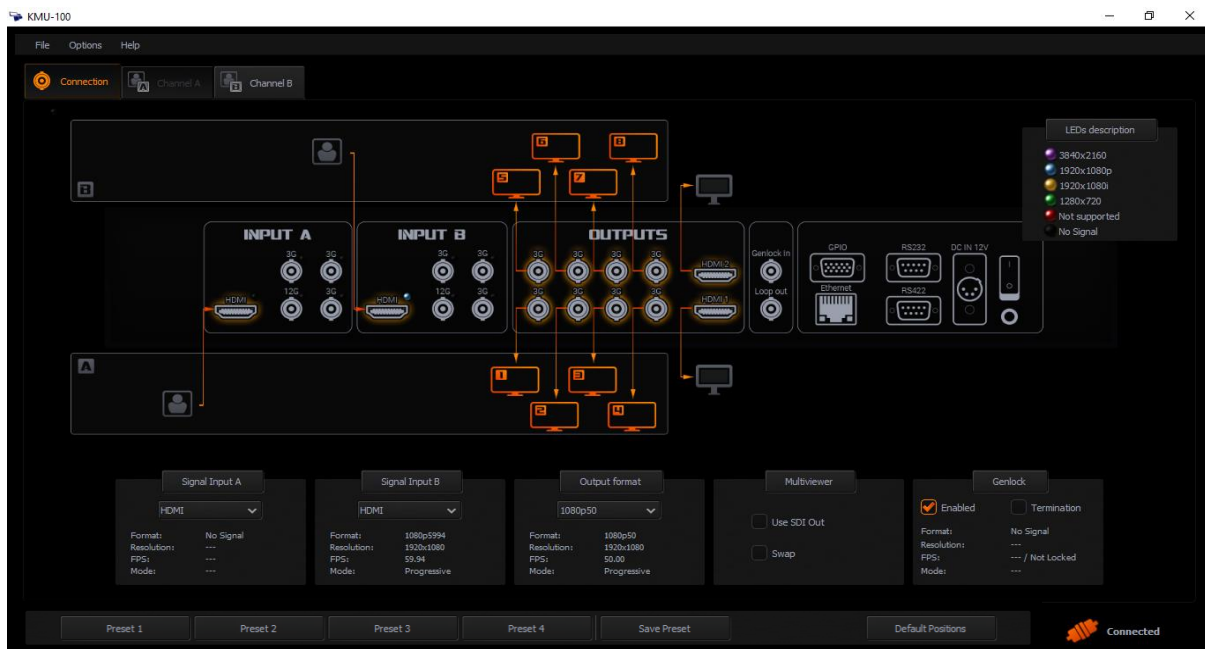 KMU-100
File Options Help
Connection Channel A Channel B
LEDs description
3840x2160
1920x1080p
1920x1080i
1280x720
Not supported
No Signal
B
6 8
5 7
INPUT A INPUT B OUTPUTS
3G 3G 3G 3G 3G 3G 3G 3G HDMI-2 Genlock In GPIO RS232 DC IN 12V
HDMI 12G 3G HDMI 12G 3G 3G 3G 3G 3G HDMI-1 Loop out Ethernet RS422
A
1 3
2 4
Signal Input A
HDMI
Format: No Signal
Resolution: ---
FPS: ---
Mode: ---
Signal Input B
HDMI
Format: 1080p5994
Resolution: 1920x1080
FPS: 59.94
Mode: Progressive
Output format
1080p50
Format: 1080p50
Resolution: 1920x1080
FPS: 50.00
Mode: Progressive
Multiviewer
Use SDI Out
Swap
Genlock
Enabled Termination
Format: No Signal
Resolution: ---
FPS: --- / Not Locked
Mode: ---
Preset 1 Preset 2 Preset 3 Preset 4 Save Preset Default Positions Connected